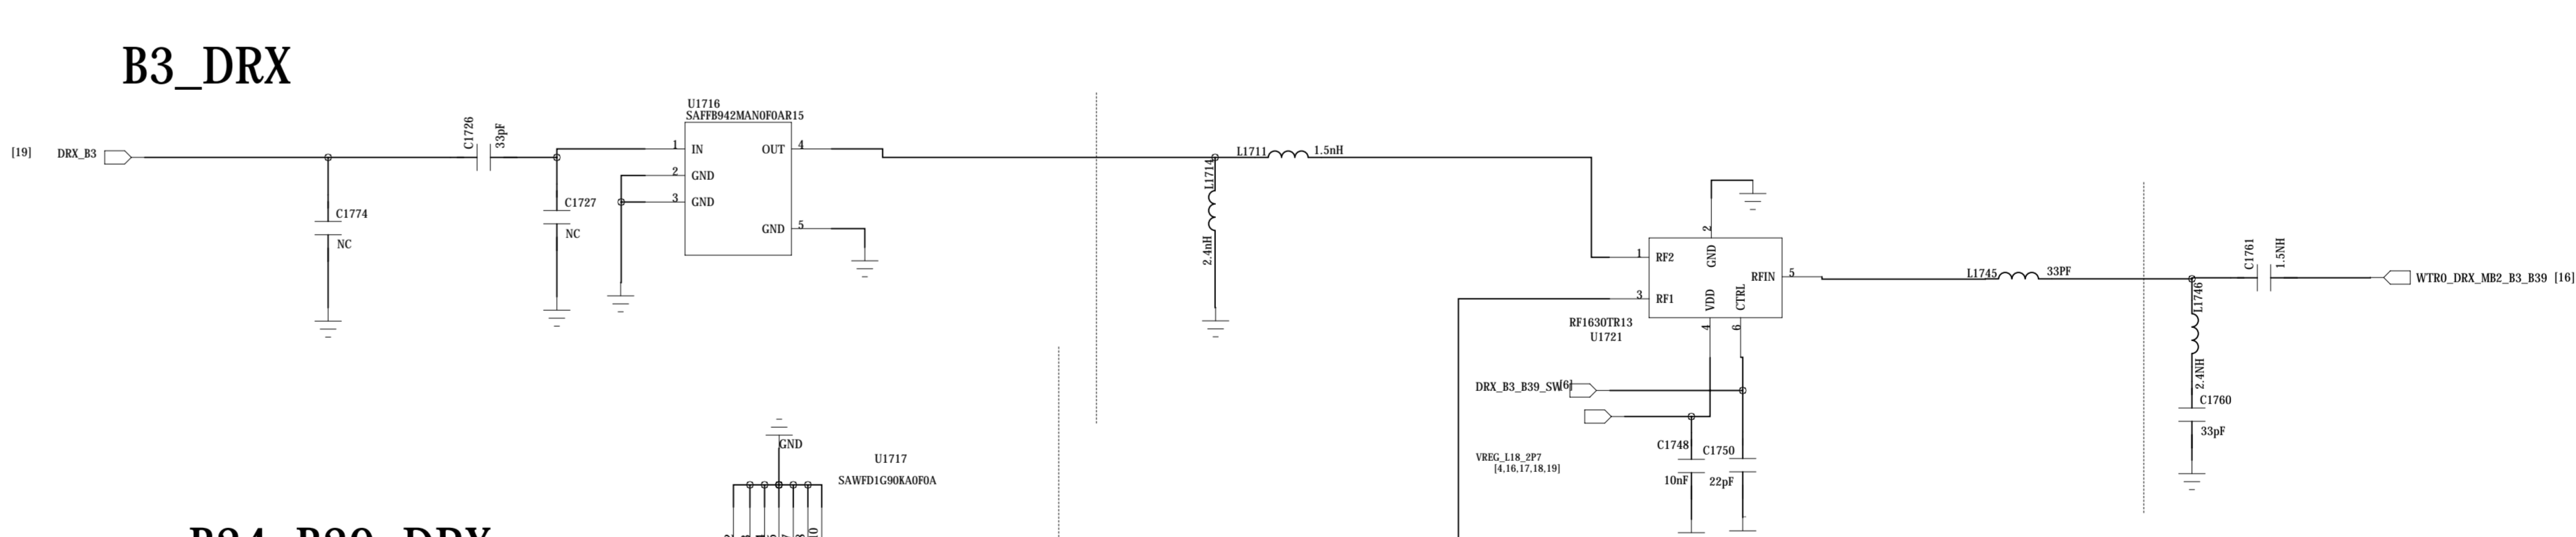 B3_DRX
[19] DRX_B3
C1726
33pF
C1774
NC
C1727
NC
U1716
SAFFB942MAN0F0AR15
1 IN
2 GND
3 GND
OUT 4
GND 5
L1714
2.4nH
L1711 1.5nH
1 RF2
3 RF1
2 GND
RFIN 5
4 VDD
6 CTRL
RF1630TR13
U1721
DRX_B3_B39_SW [6]
VREG_L18_2P7
[4,16,17,18,19]
C1748
10nF
C1750
22pF
L1745 33PF
C1761
1.5NH
WTR0_DRX_MB2_B3_B39 [16]
L1746
2.4NH
C1760
33pF
GND
U1717
SAWFD1G90KA0F0A
10